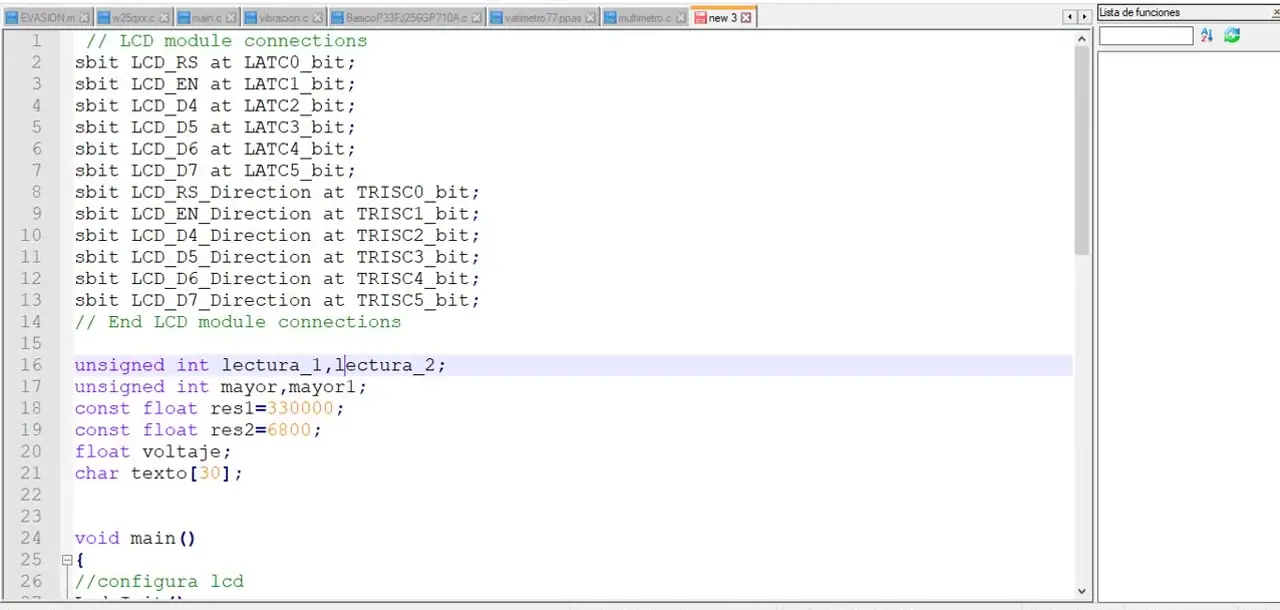 EVASION.m w25qxx.c main.c vibracion.c BasicoP33FJ256GP710A.c vatimetro77.ppas multimetro.c new 3
Lista de funciones
1 // LCD module connections
2 sbit LCD_RS at LATC0_bit;
3 sbit LCD_EN at LATC1_bit;
4 sbit LCD_D4 at LATC2_bit;
5 sbit LCD_D5 at LATC3_bit;
6 sbit LCD_D6 at LATC4_bit;
7 sbit LCD_D7 at LATC5_bit;
8 sbit LCD_RS_Direction at TRISC0_bit;
9 sbit LCD_EN_Direction at TRISC1_bit;
10 sbit LCD_D4_Direction at TRISC2_bit;
11 sbit LCD_D5_Direction at TRISC3_bit;
12 sbit LCD_D6_Direction at TRISC4_bit;
13 sbit LCD_D7_Direction at TRISC5_bit;
14 // End LCD module connections
15
16 unsigned int lectura_1,lectura_2;
17 unsigned int mayor,mayor1;
18 const float res1=330000;
19 const float res2=6800;
20 float voltaje;
21 char texto[30];
22
23
24 void main()
25 {
26 //configura lcd